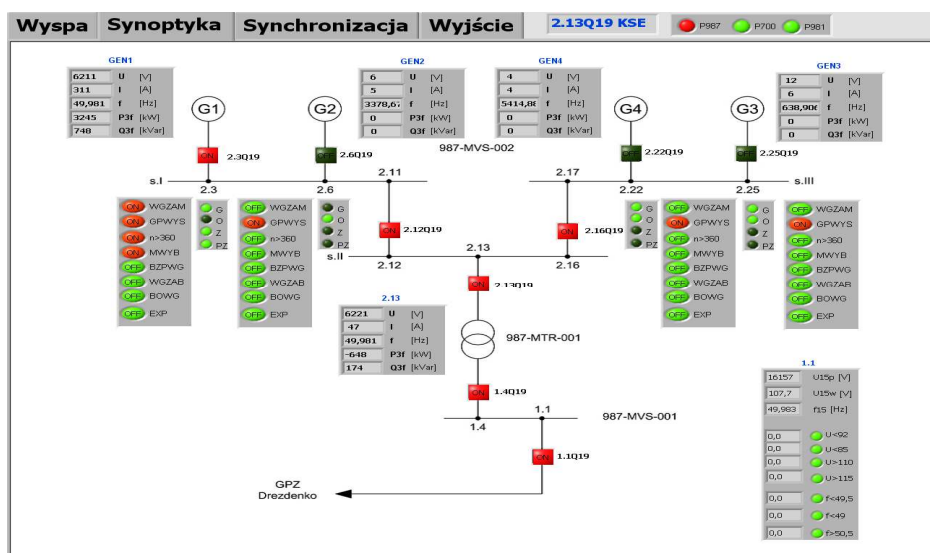 Wyspa Synoptyka Synchronizacja Wyjście 2.13Q19 KSE P987 P700 P981
GEN1
6211 U [V]
311 I [A]
49,981 f [Hz]
3245 P3f [kW]
748 Q3f [kVar]
GEN2
6 U [V]
5 I [A]
3378,67 f [Hz]
0 P3f [kW]
0 Q3f [kVar]
GEN4
4 U [V]
4 I [A]
5414,88 f [Hz]
0 P3f [kW]
0 Q3f [kVar]
GEN3
12 U [V]
6 I [A]
638,906 f [Hz]
0 P3f [kW]
0 Q3f [kVar]
G1 G2 G4 G3
987-MVS-002
ON 2.3Q19 OFF 2.6Q19 OFF 2.22Q19 OFF 2.25Q19
s.I 2.3 2.6 2.11 2.17 2.22 2.25 s.III
ON WGZAM
ON GPWYS
ON n>360
ON MWYB
OFF BZPWG
OFF WGZAB
OFF BOWG
OFF EXP
G
O
Z
PZ
OFF WGZAM
ON GPWYS
OFF n>360
OFF MWYB
OFF BZPWG
OFF WGZAB
OFF BOWG
OFF EXP
G
O
Z
PZ
ON 2.12Q19 ON 2.16Q19
G
O
Z
PZ
OFF WGZAM
ON GPWYS
OFF n>360
OFF MWYB
OFF BZPWG
OFF WGZAB
OFF BOWG
OFF EXP
G
O
Z
PZ
OFF WGZAM
ON GPWYS
OFF n>360
OFF MWYB
OFF BZPWG
OFF WGZAB
OFF BOWG
OFF EXP
s.II 2.12 2.13 2.16
ON 2.13Q19
2.13
6221 U [V]
47 I [A]
49,981 f [Hz]
-648 P3f [kW]
174 Q3f [kVar]
987-MTR-001
ON 1.4Q19
1.4 1.1 987-MVS-001
ON 1.1Q19
GPZ
Drezdenko
1.1
16157 U15p [V]
107,7 U15w [V]
49,983 f15 [Hz]
0,0 U<92
0,0 U<85
0,0 U>110
0,0 U>115
0,0 f<49,5
0,0 f<49
0,0 f>50,5